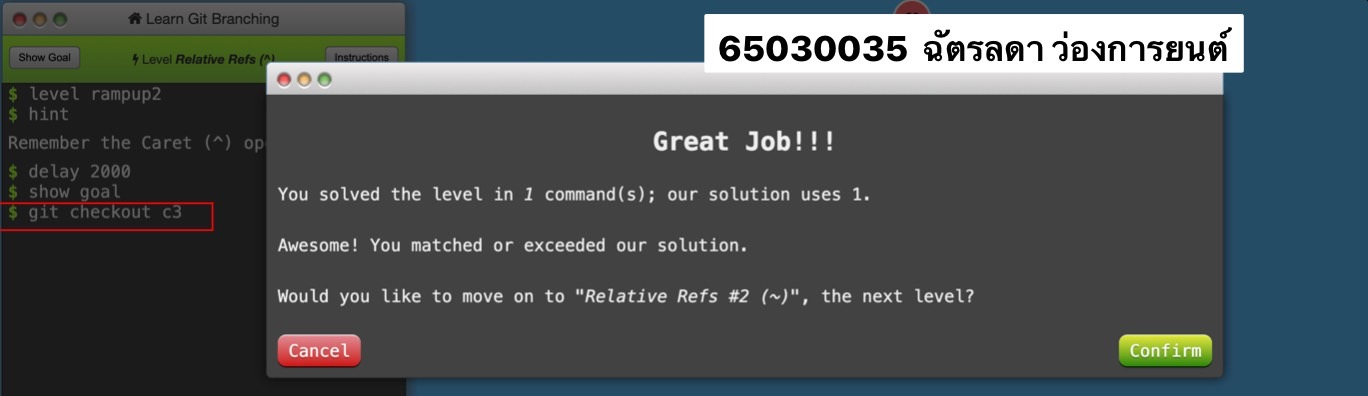 Learn Git Branching
65030035 ฉัตรลดา ว่องการยนต์
Show Goal
Level Relative Refs (^)
Instructions
$ level rampup2
$ hint
Remember the Caret (^) op
$ delay 2000
$ show goal
$ git checkout c3
Great Job!!!
You solved the level in 1 command(s); our solution uses 1.
Awesome! You matched or exceeded our solution.
Would you like to move on to "Relative Refs #2 (~)", the next level?
Cancel
Confirm